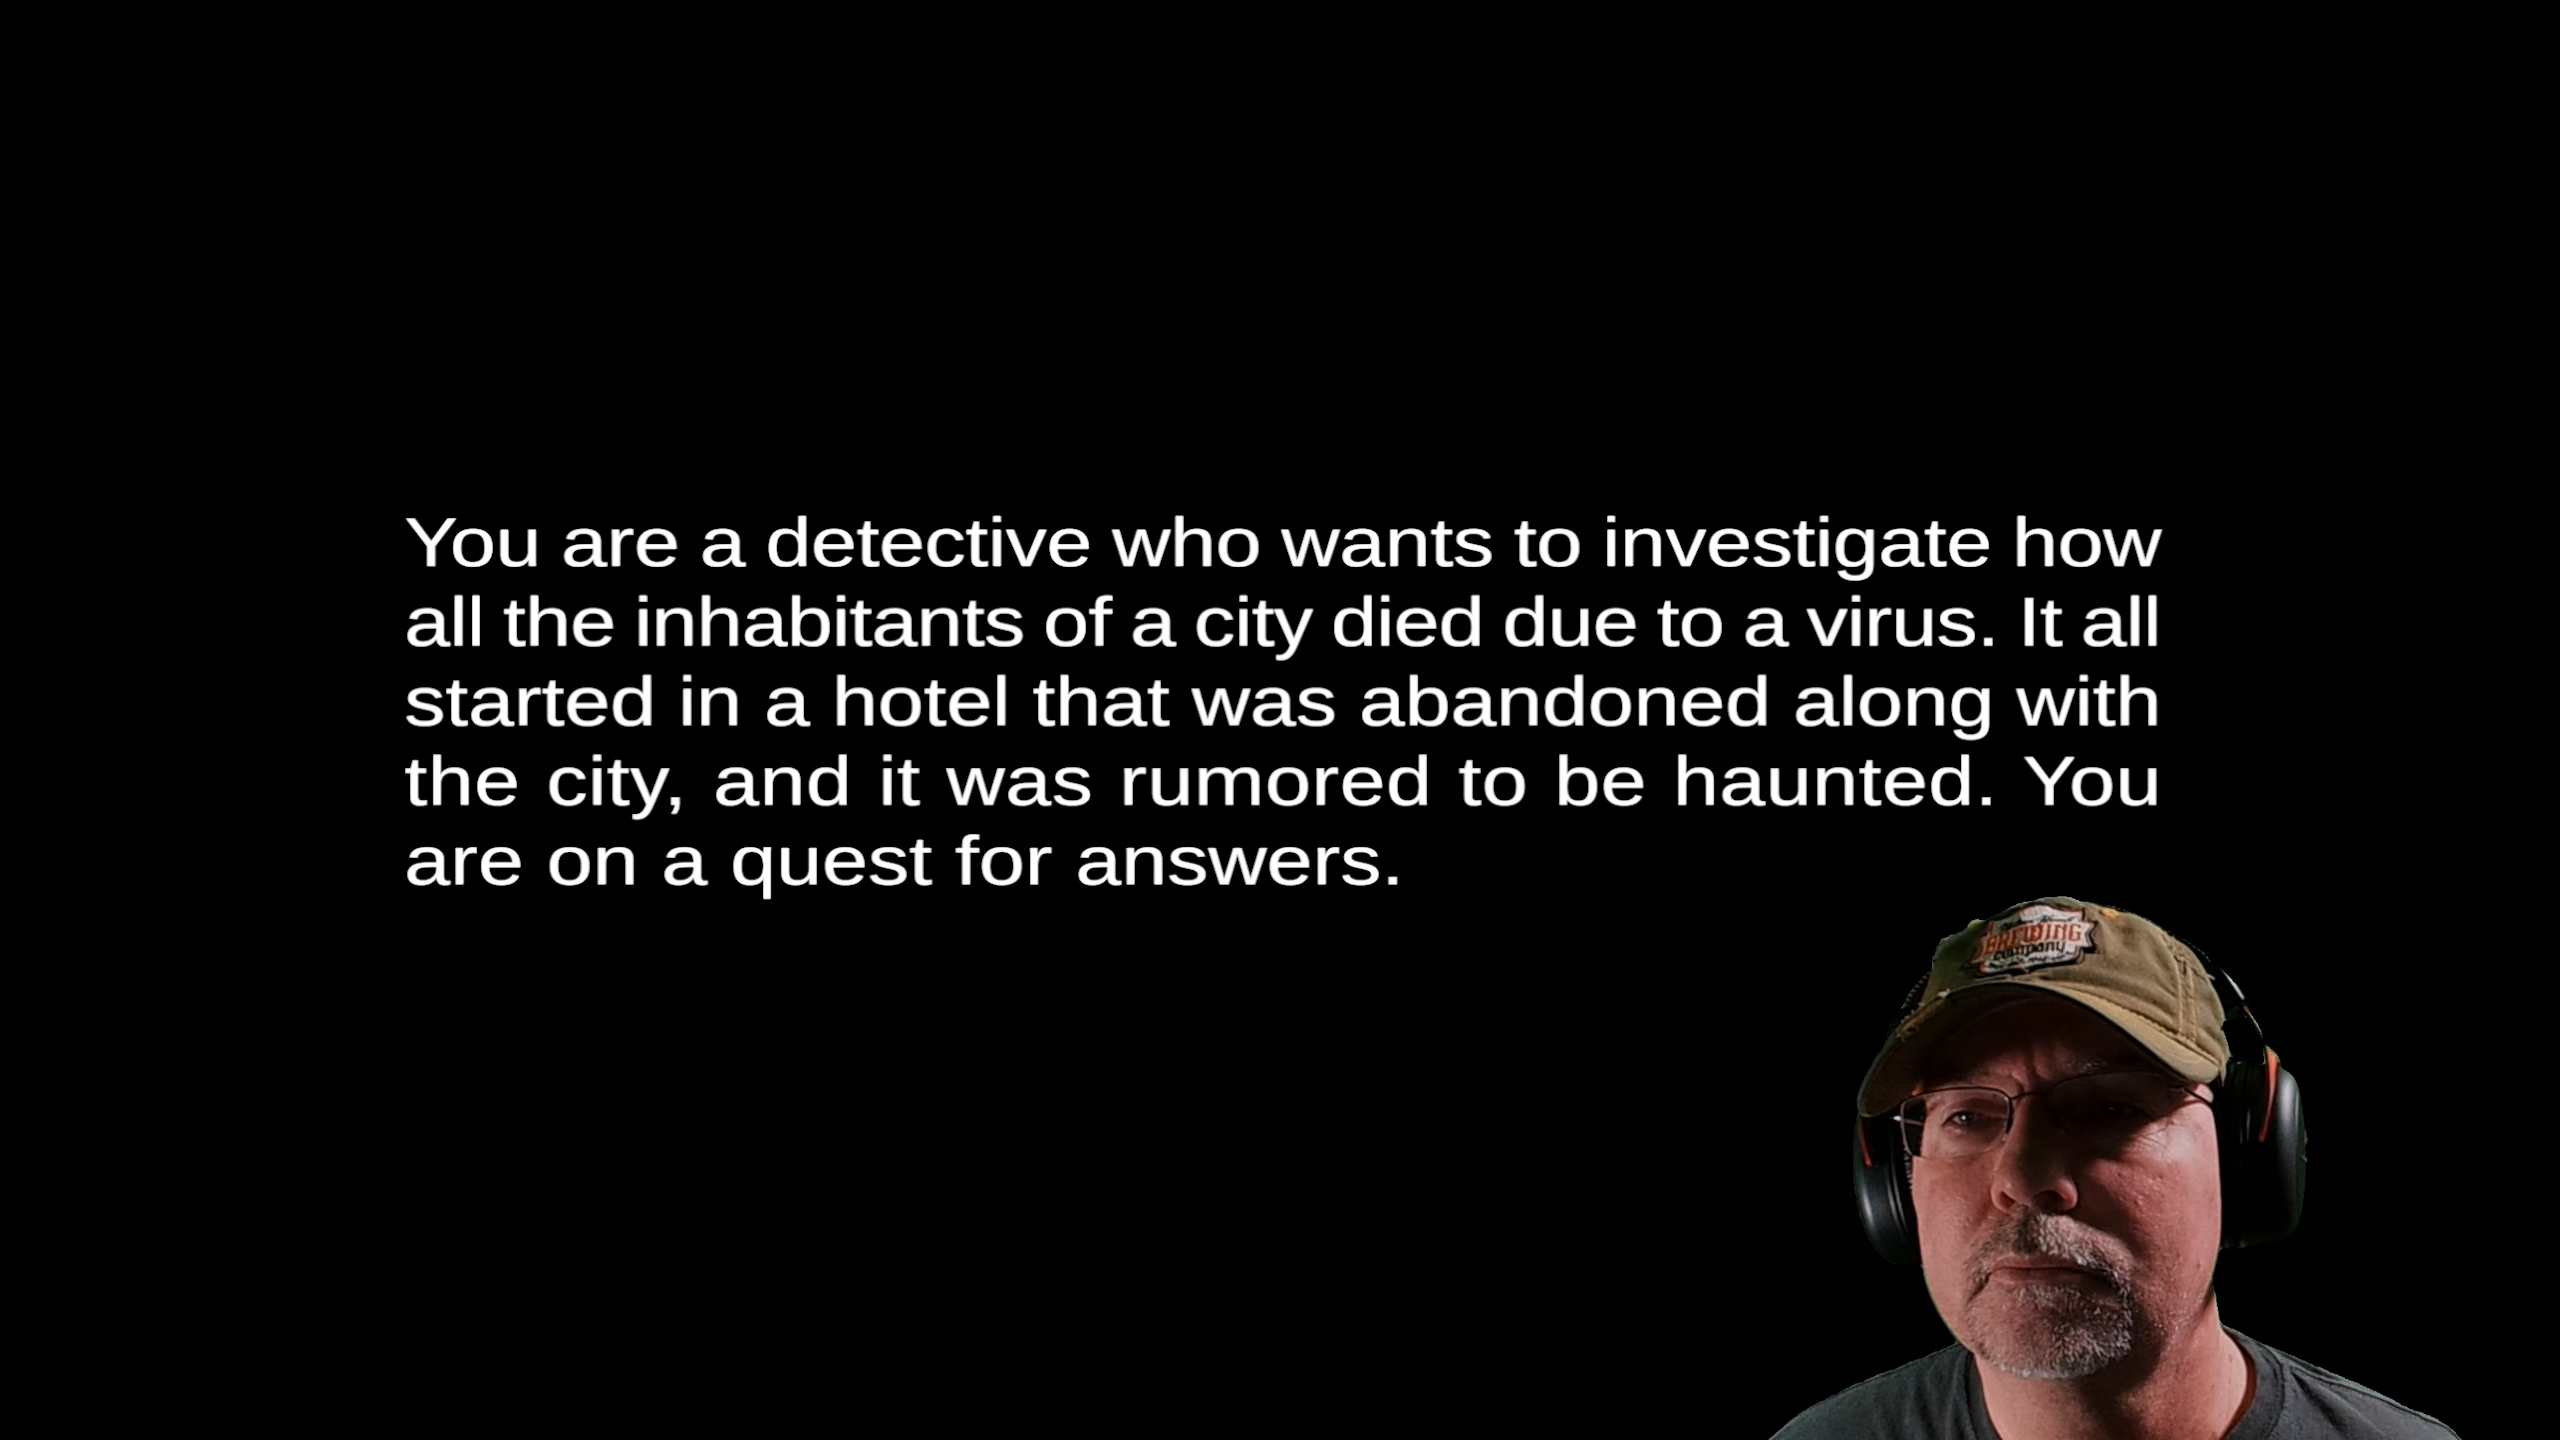 You are a detective who wants to investigate how
all the inhabitants of a city died due to a virus. It all
started in a hotel that was abandoned along with
the city, and it was rumored to be haunted. You
are on a quest for answers.
BREWING
company